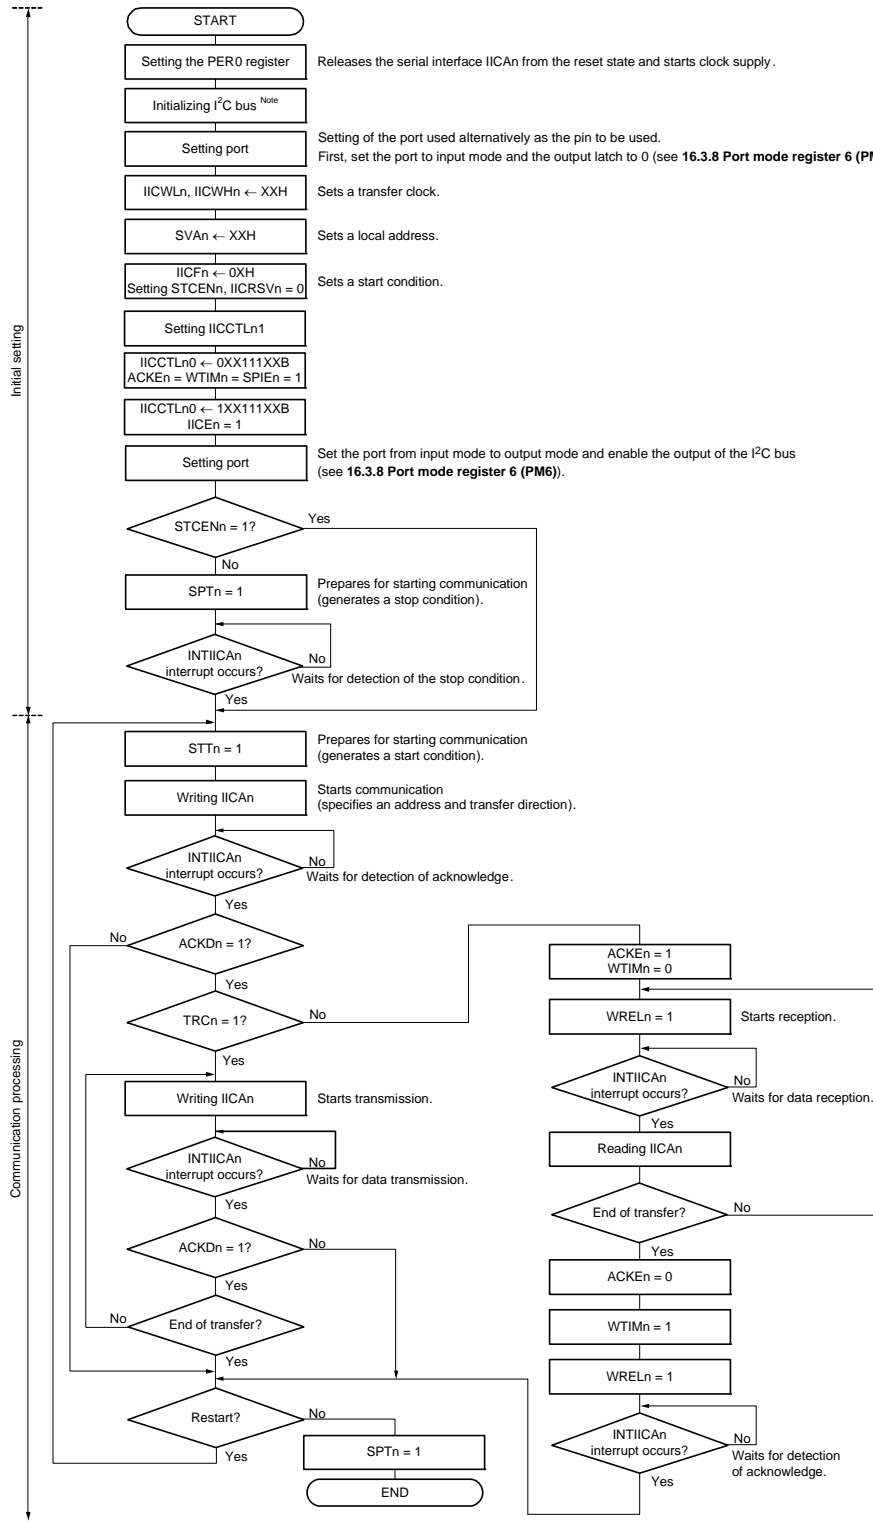 START
Setting the PER0 register
Releases the serial interface IICAn from the reset state and starts clock supply.
Initializing I²C bus Note
Setting port
Setting of the port used alternatively as the pin to be used.
First, set the port to input mode and the output latch to 0 (see 16.3.8 Port mode register 6 (PM
IICWLn, IICWHn ← XXH
Sets a transfer clock.
SVAn ← XXH
Sets a local address.
IICFn ← 0XH
Setting STCENn, IICRSVn = 0
Sets a start condition.
Setting IICCTLn1
IICCTLn0 ← 0XX111XXB
ACKEn = WTIMn = SPIEn = 1
IICCTLn0 ← 1XX111XXB
IICEn = 1
Setting port
Set the port from input mode to output mode and enable the output of the I²C bus
(see 16.3.8 Port mode register 6 (PM6)).
Initial setting
STCENn = 1?
Yes
No
SPTn = 1
Prepares for starting communication
(generates a stop condition).
INTIICAn
interrupt occurs?
No
Waits for detection of the stop condition.
Yes
STTn = 1
Prepares for starting communication
(generates a start condition).
Writing IICAn
Starts communication
(specifies an address and transfer direction).
INTIICAn
interrupt occurs?
No
Waits for detection of acknowledge.
Yes
No
ACKDn = 1?
Yes
TRCn = 1?
No
Yes
Writing IICAn
Starts transmission.
INTIICAn
interrupt occurs?
No
Waits for data transmission.
Yes
ACKDn = 1?
No
Yes
No
End of transfer?
Yes
Restart?
No
Yes
SPTn = 1
END
Communication processing
ACKEn = 1
WTIMn = 0
WRELn = 1
Starts reception.
INTIICAn
interrupt occurs?
No
Waits for data reception.
Yes
Reading IICAn
End of transfer?
No
Yes
ACKEn = 0
WTIMn = 1
WRELn = 1
INTIICAn
interrupt occurs?
No
Waits for detection
of acknowledge.
Yes